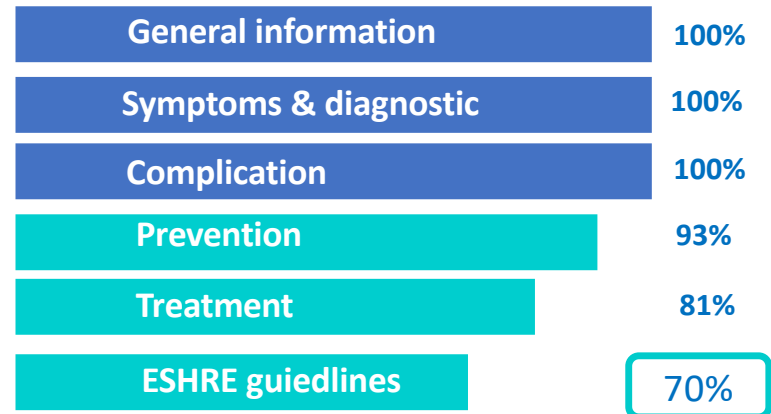 General information 100%
Symptoms & diagnostic 100%
Complication 100%
Prevention 93%
Treatment 81%
ESHRE guiedlines 70%